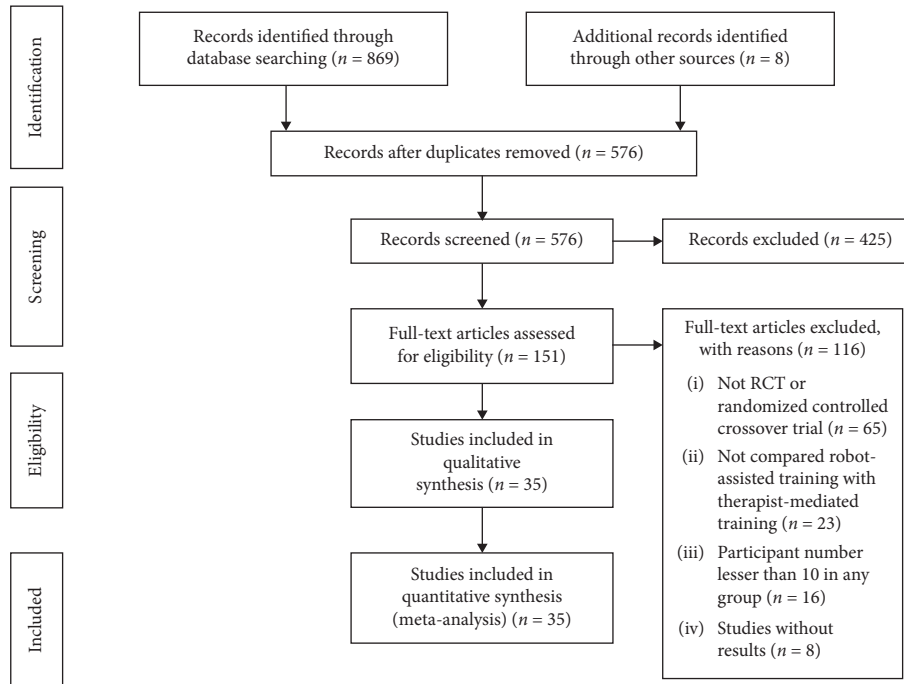 Identification
Records identified through
database searching (n = 869)
Additional records identified
through other sources (n = 8)
Records after duplicates removed (n = 576)
Screening
Records screened (n = 576)
Records excluded (n = 425)
Eligibility
Full-text articles assessed
for eligibility (n = 151)
Full-text articles excluded,
with reasons (n = 116)
(i) Not RCT or
randomized controlled
crossover trial (n = 65)
(ii) Not compared robot-
assisted training with
therapist-mediated
training (n = 23)
(iii) Participant number
lesser than 10 in any
group (n = 16)
(iv) Studies without
results (n = 8)
Studies included in
qualitative
synthesis (n = 35)
Included
Studies included in
quantitative synthesis
(meta-analysis) (n = 35)